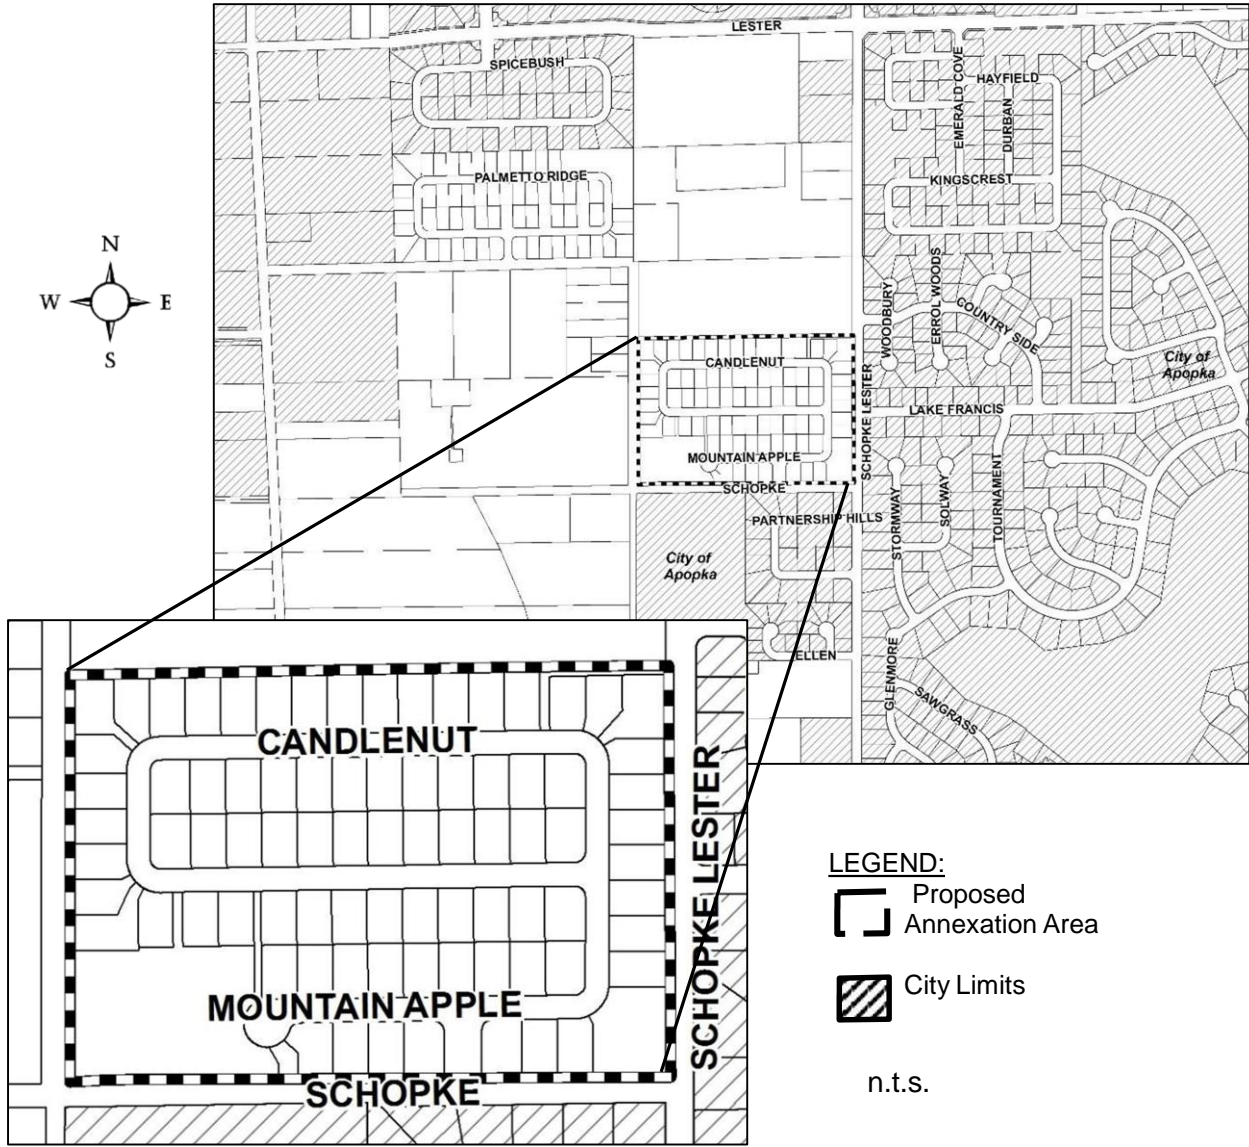 LESTER
SPICEBUSH
EMERALD COVE
HAYFIELD
DURBAN
PALMETTO RIDGE
KINGSCREST
N
W
E
S
WOODBURY
ERROL WOODS
COUNTRY SIDE
CANDLENUT
SCHOPKE LESTER
City of
Apopka
LAKE FRANCIS
MOUNTAIN APPLE
SCHOPKE
PARTNERSHIP HILLS
STORMWAY
SOLWAY
TOURNAMENT
City of
Apopka
ELLEN
GLENMORE
SAWGRASS
CANDLENUT
SCHOPKE LESTER
MOUNTAIN APPLE
SCHOPKE
LEGEND:
Proposed
Annexation Area
City Limits
n.t.s.